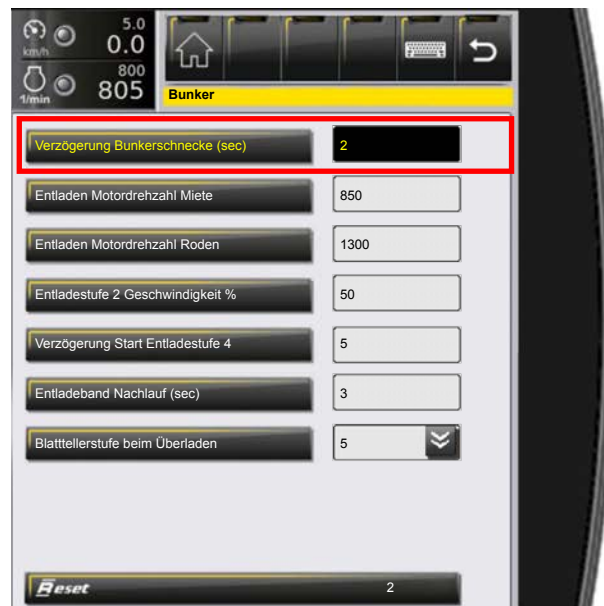 5.0
km/h 0.0
800
1/min 805
Bunker
Verzögerung Bunkerschnecke (sec) 2
Entladen Motordrehzahl Miete 850
Entladen Motordrehzahl Roden 1300
Entladestufe 2 Geschwindigkeit % 50
Verzögerung Start Entladestufe 4 5
Entladeband Nachlauf (sec) 3
Blatttellerstufe beim Überladen 5
Reset 2